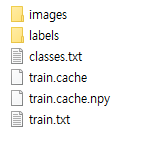 images
labels
classes.txt
train.cache
train.cache.npy
train.txt